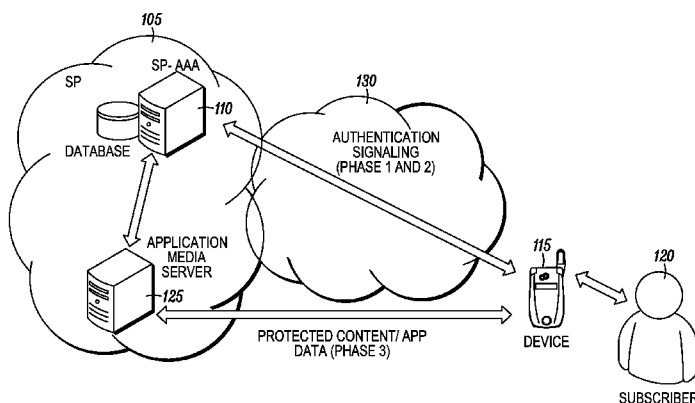 105
SP
SP- AAA
110
DATABASE
130
AUTHENTICATION
SIGNALING
(PHASE 1 AND 2)
APPLICATION
MEDIA
SERVER
125
115
120
PROTECTED CONTENT/ APP
DATA (PHASE 3)
DEVICE
SUBSCRIBER